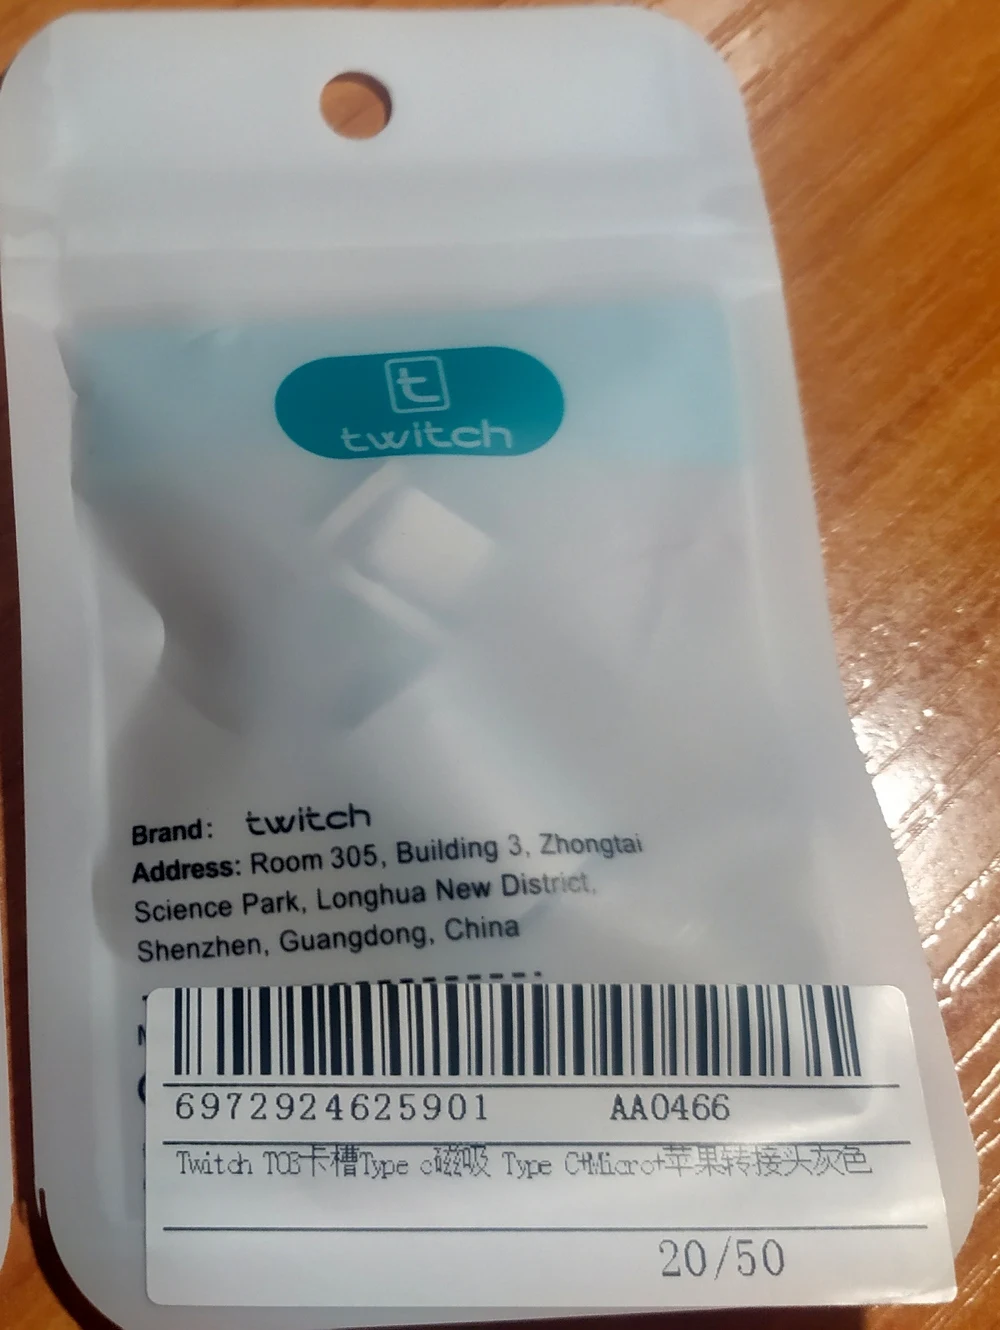 t
twitch
Brand: twitch
Address: Room 305, Building 3, Zhongtai
Science Park, Longhua New District,
Shenzhen, Guangdong, China
6972924625901 AA0466
Twitch TC03卡槽Type c磁吸 Type C+Micro+苹果转接头灰色
20/50